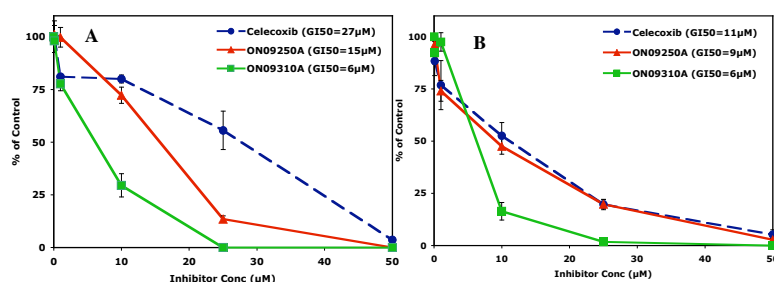 A
Celecoxib (GI50=27µM)
ON09250A (GI50=15µM)
ON09310A (GI50=6µM)
100
75
50
25
0
% of Control
0 10 20 30 40 50
Inhibitor Conc (µM)
B
Celecoxib (GI50=11µM)
ON09250A (GI50=9µM)
ON09310A (GI50=6µM)
100
75
50
25
0
% of Control
0 10 20 30 40 50
Inhibitor Conc (µM)